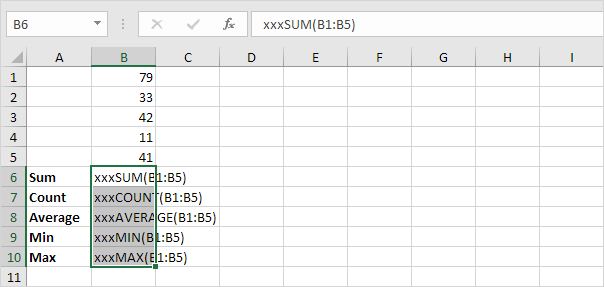 B6 fx xxxSUM(B1:B5)
A B C D E F G H I
1 79
2 33
3 42
4 11
5 41
6 Sum xxxSUM(B1:B5)
7 Count xxxCOUNT(B1:B5)
8 Average xxxAVERAGE(B1:B5)
9 Min xxxMIN(B1:B5)
10 Max xxxMAX(B1:B5)
11